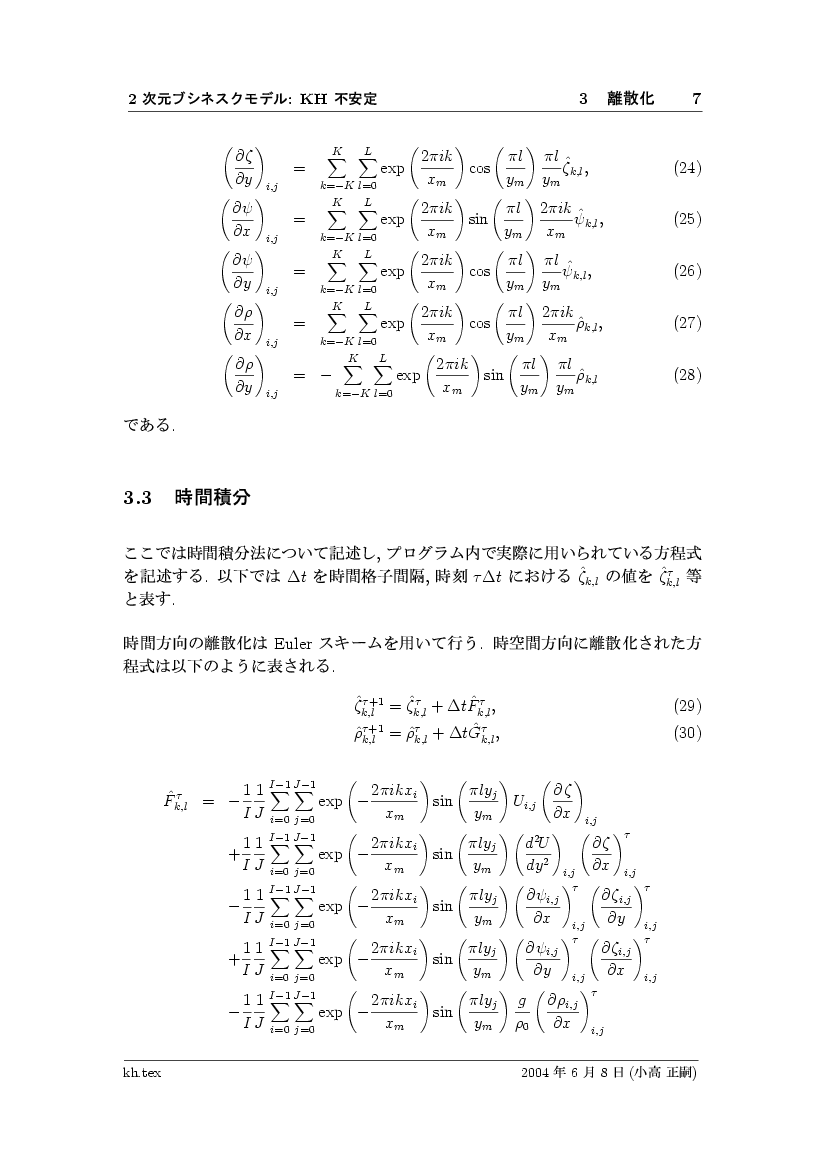 2 次元ブシネスクモデル: KH 不安定 3 離散化 7
$\left(\frac{\partial \zeta}{\partial y}\right)_{i,j} = \sum_{k=-K}^{K} \sum_{l=0}^{L} \exp\left(\frac{2\pi ik}{x_m}\right) \cos\left(\frac{\pi l}{y_m}\right) \frac{\pi l}{y_m} \hat{\zeta}_{k,l},$ (24)
$\left(\frac{\partial \psi}{\partial x}\right)_{i,j} = \sum_{k=-K}^{K} \sum_{l=0}^{L} \exp\left(\frac{2\pi ik}{x_m}\right) \sin\left(\frac{\pi l}{y_m}\right) \frac{2\pi ik}{x_m} \hat{\psi}_{k,l},$ (25)
$\left(\frac{\partial \psi}{\partial y}\right)_{i,j} = \sum_{k=-K}^{K} \sum_{l=0}^{L} \exp\left(\frac{2\pi ik}{x_m}\right) \cos\left(\frac{\pi l}{y_m}\right) \frac{\pi l}{y_m} \hat{\psi}_{k,l},$ (26)
$\left(\frac{\partial \rho}{\partial x}\right)_{i,j} = \sum_{k=-K}^{K} \sum_{l=0}^{L} \exp\left(\frac{2\pi ik}{x_m}\right) \cos\left(\frac{\pi l}{y_m}\right) \frac{2\pi ik}{x_m} \hat{\rho}_{k,l},$ (27)
$\left(\frac{\partial \rho}{\partial y}\right)_{i,j} = -\sum_{k=-K}^{K} \sum_{l=0}^{L} \exp\left(\frac{2\pi ik}{x_m}\right) \sin\left(\frac{\pi l}{y_m}\right) \frac{\pi l}{y_m} \hat{\rho}_{k,l}$ (28)
である.
3.3 時間積分
ここでは時間積分法について記述し, プログラム内で実際に用いられている方程式
を記述する. 以下では $\Delta t$ を時間格子間隔, 時刻 $\tau \Delta t$ における $\hat{\zeta}_{k,l}$ の値を $\hat{\zeta}_{k,l}^{\tau}$ 等
と表す.
時間方向の離散化は Euler スキームを用いて行う. 時空間方向に離散化された方
程式は以下のように表される.
$\hat{\zeta}_{k,l}^{\tau+1} = \hat{\zeta}_{k,l}^{\tau} + \Delta t \hat{F}_{k,l}^{\tau},$ (29)
$\hat{\rho}_{k,l}^{\tau+1} = \hat{\rho}_{k,l}^{\tau} + \Delta t \hat{G}_{k,l}^{\tau},$ (30)
$\hat{F}_{k,l}^{\tau} = -\frac{1}{I}\frac{1}{J} \sum_{i=0}^{I-1} \sum_{j=0}^{J-1} \exp\left(-\frac{2\pi ikx_i}{x_m}\right) \sin\left(\frac{\pi ly_j}{y_m}\right) U_{i,j} \left(\frac{\partial \zeta}{\partial x}\right)_{i,j}$
$+\frac{1}{I}\frac{1}{J} \sum_{i=0}^{I-1} \sum_{j=0}^{J-1} \exp\left(-\frac{2\pi ikx_i}{x_m}\right) \sin\left(\frac{\pi ly_j}{y_m}\right) \left(\frac{d^2U}{dy^2}\right)_{i,j} \left(\frac{\partial \zeta}{\partial x}\right)_{i,j}^{\tau}$
$-\frac{1}{I}\frac{1}{J} \sum_{i=0}^{I-1} \sum_{j=0}^{J-1} \exp\left(-\frac{2\pi ikx_i}{x_m}\right) \sin\left(\frac{\pi ly_j}{y_m}\right) \left(\frac{\partial \psi_{i,j}}{\partial x}\right)_{i,j}^{\tau} \left(\frac{\partial \zeta_{i,j}}{\partial y}\right)_{i,j}^{\tau}$
$+\frac{1}{I}\frac{1}{J} \sum_{i=0}^{I-1} \sum_{j=0}^{J-1} \exp\left(-\frac{2\pi ikx_i}{x_m}\right) \sin\left(\frac{\pi ly_j}{y_m}\right) \left(\frac{\partial \psi_{i,j}}{\partial y}\right)_{i,j}^{\tau} \left(\frac{\partial \zeta_{i,j}}{\partial x}\right)_{i,j}^{\tau}$
$-\frac{1}{I}\frac{1}{J} \sum_{i=0}^{I-1} \sum_{j=0}^{J-1} \exp\left(-\frac{2\pi ikx_i}{x_m}\right) \sin\left(\frac{\pi ly_j}{y_m}\right) \frac{g}{\rho_0} \left(\frac{\partial \rho_{i,j}}{\partial x}\right)_{i,j}^{\tau}$
kh.tex 2004 年 6 月 8 日 (小高 正嗣)